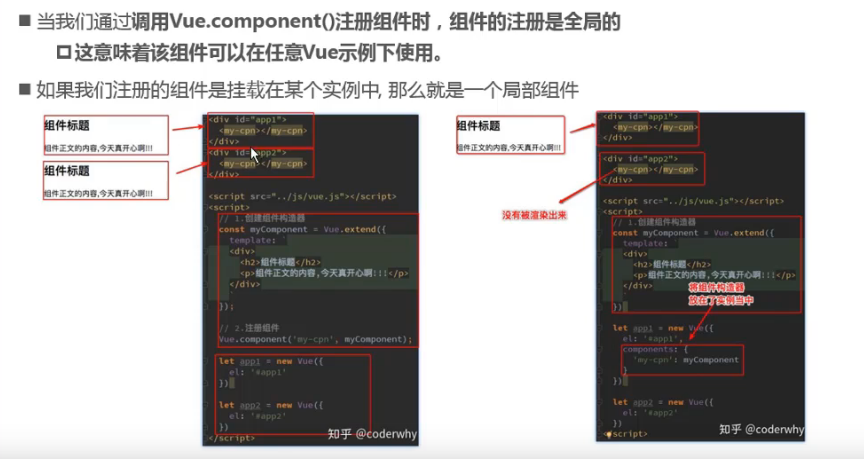 ■ 当我们通过调用Vue.component()注册组件时，组件的注册是全局的
这意味着该组件可以在任意Vue示例下使用。
■ 如果我们注册的组件是挂载在某个实例中, 那么就是一个局部组件
组件标题
组件正文的内容,今天真开心啊!!!
组件标题
组件正文的内容,今天真开心啊!!!
<div id="app1">
<my-cpn></my-cpn>
</div>
<div id="app2">
<my-cpn></my-cpn>
</div>
<script src="../js/vue.js"></script>
<script>
// 1.创建组件构造器
const myComponent = Vue.extend({
template: `
<div>
<h2>组件标题</h2>
<p>组件正文的内容,今天真开心啊!!!</p>
</div>
`
});
// 2.注册组件
Vue.component('my-cpn', myComponent);
let app1 = new Vue({
el: '#app1'
})
let app2 = new Vue({
el: '#app2'
})
</script>
知乎 @coderwhy
组件标题
组件正文的内容,今天真开心啊!!!
没有被渲染出来
<div id="app1">
<my-cpn></my-cpn>
</div>
<div id="app2">
<my-cpn></my-cpn>
</div>
<script src="../js/vue.js"></script>
<script>
// 1.创建组件构造器
const myComponent = Vue.extend({
template: `
<div>
<h2>组件标题</h2>
<p>组件正文的内容,今天真开心啊!!!</p>
</div>
`
})
将组件构造器
放在了实例当中
let app1 = new Vue({
el: '#app1',
components: {
'my-cpn': myComponent
}
})
let app2 = new Vue({
el: '#app2'
})
</script>
知乎 @coderwhy